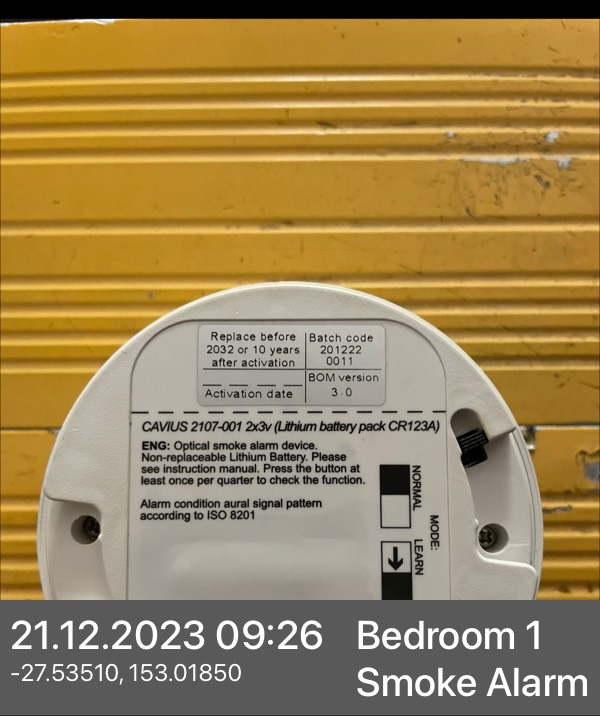 Replace before
2032 or 10 years
after activation
Batch code
201222
0011
Activation date
BOM version
3.0
CAVIUS 2107-001 2x3v (Lithium battery pack CR123A)
ENG: Optical smoke alarm device.
Non-replaceable Lithium Battery. Please
see instruction manual. Press the button at
least once per quarter to check the function.
Alarm condition aural signal pattern
according to ISO 8201
NORMAL
MODE:
LEARN
21.12.2023 09:26
-27.53510, 153.01850
Bedroom 1
Smoke Alarm